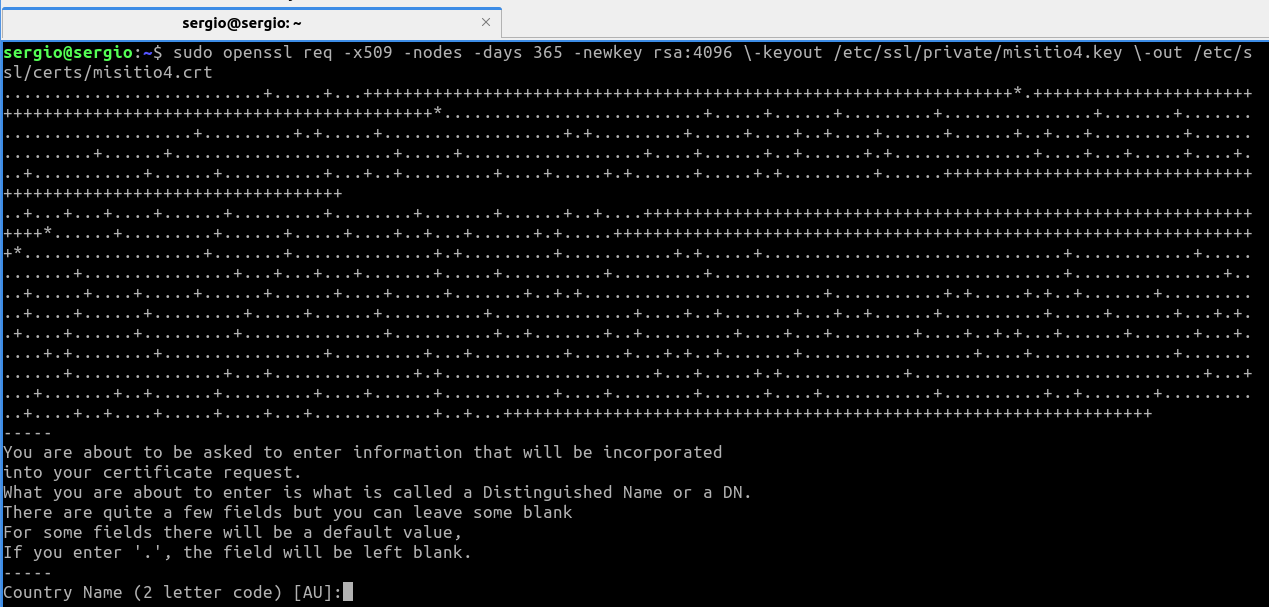 sergio@sergio: ~
sergio@sergio:~$ sudo openssl req -x509 -nodes -days 365 -newkey rsa:4096 \-keyout /etc/ssl/private/misitio4.key \-out /etc/s
sl/certs/misitio4.crt
-----
You are about to be asked to enter information that will be incorporated
into your certificate request.
What you are about to enter is what is called a Distinguished Name or a DN.
There are quite a few fields but you can leave some blank
For some fields there will be a default value,
If you enter '.', the field will be left blank.
-----
Country Name (2 letter code) [AU]: